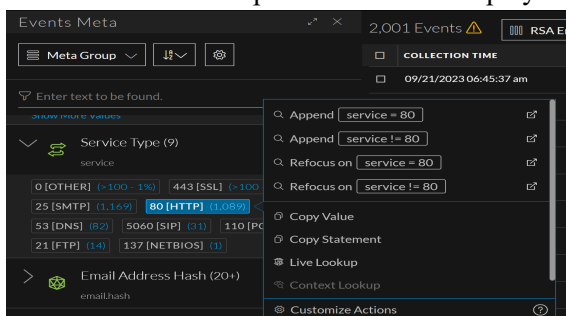 Events Meta
2,001 Events
RSA E
Meta Group
COLLECTION TIME
09/21/2023 06:45:37 am
Enter text to be found.
Show More Values
Service Type (9)
service
0 [OTHER] (>100 - 1%) 443 [SSL] (>100
25 [SMTP] (1,169) 80 [HTTP] (1,089)
53 [DNS] (82) 5060 [SIP] (31) 110 [PO
21 [FTP] (14) 137 [NETBIOS] (1)
Email Address Hash (20+)
email.hash
Append service = 80
Append service != 80
Refocus on service = 80
Refocus on service != 80
Copy Value
Copy Statement
Live Lookup
Context Lookup
Customize Actions